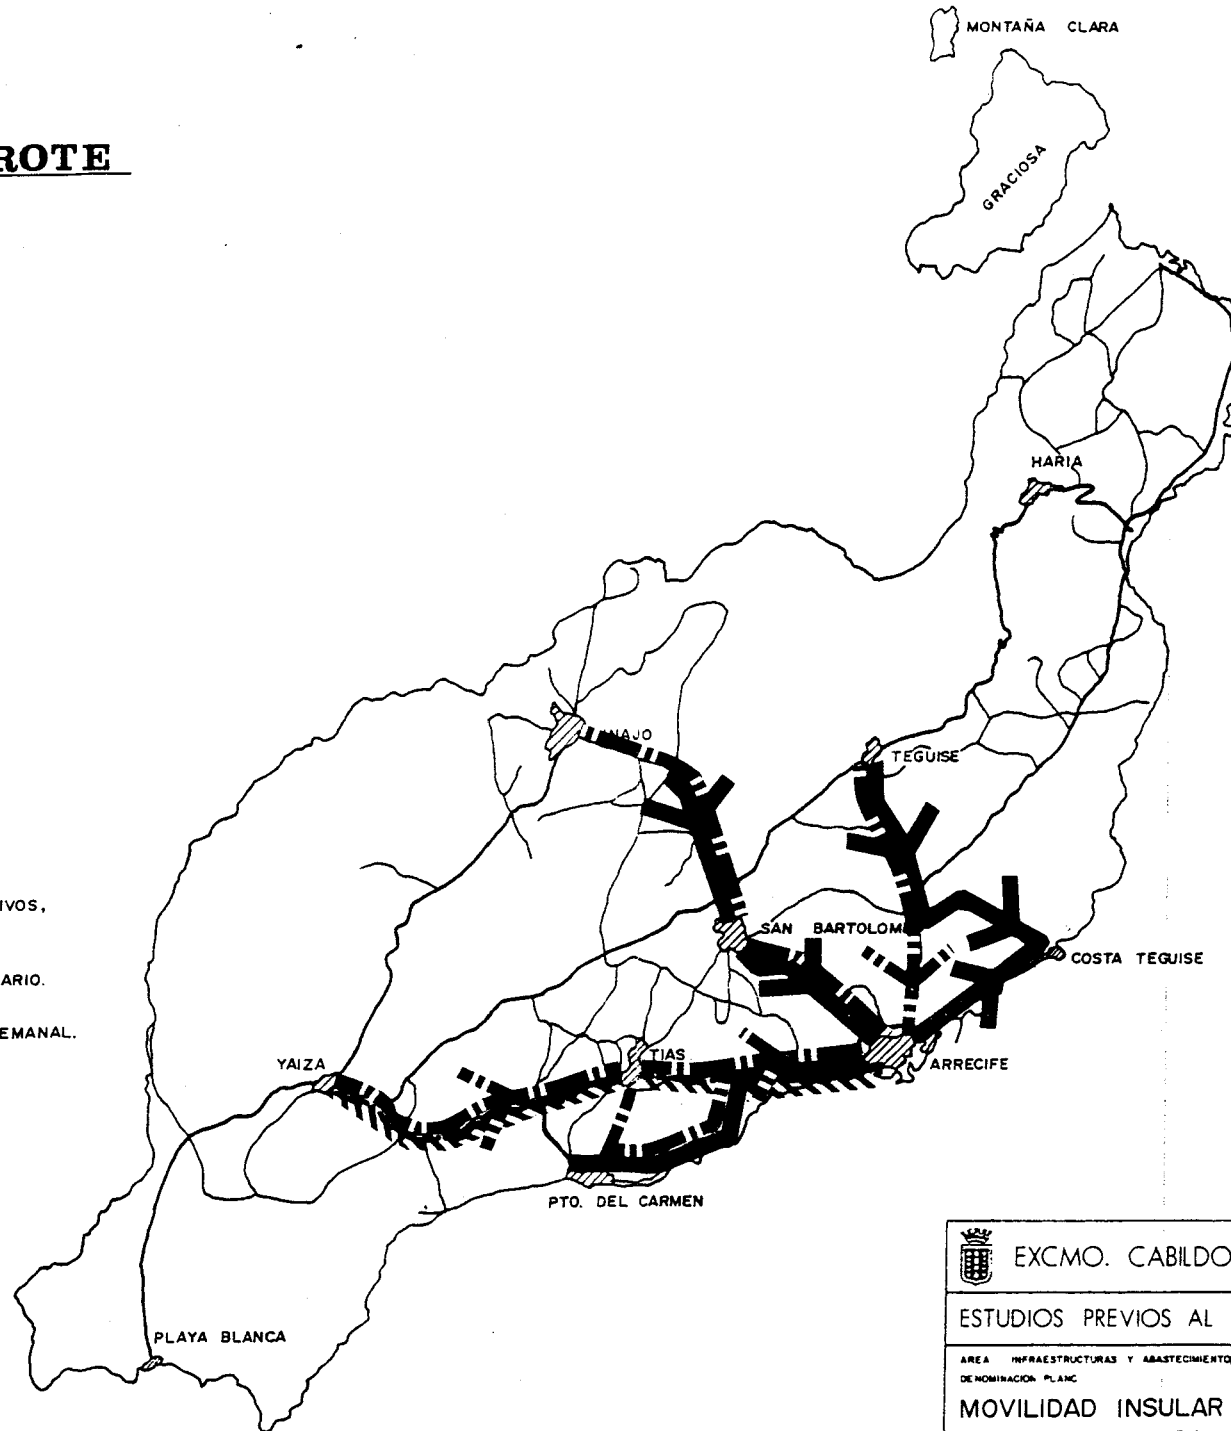 MONTAÑA CLARA
ROTE
GRACIOSA
HARIA
NAJO
TEGUISE
IVOS,
SAN BARTOLOM
COSTA TEGUISE
ARIO.
EMANAL.
YAIZA
TIAS
ARRECIFE
PTO. DEL CARMEN
EXCMO. CABILDO
ESTUDIOS PREVIOS AL
PLAYA BLANCA
AREA INFRAESTRUCTURAS Y ABASTECIMIENTO
DENOMINACION PLANO
MOVILIDAD INSULAR